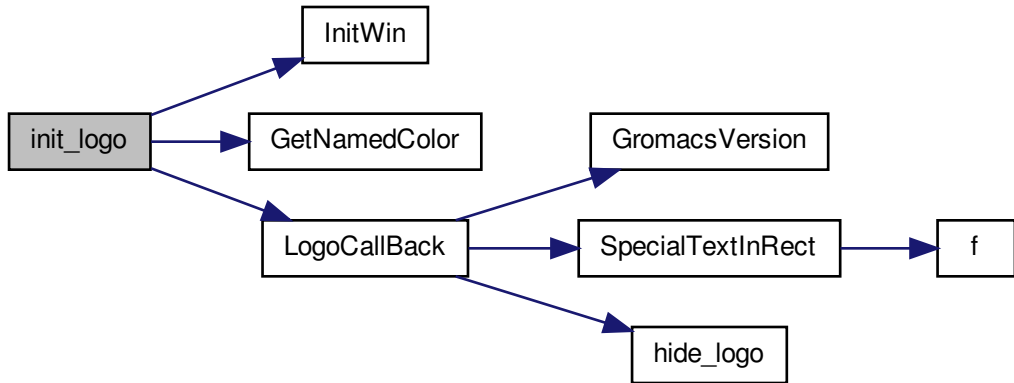 InitWin
init_logo
GetNamedColor
GromacsVersion
LogoCallBack
SpecialTextInRect
f
hide_logo